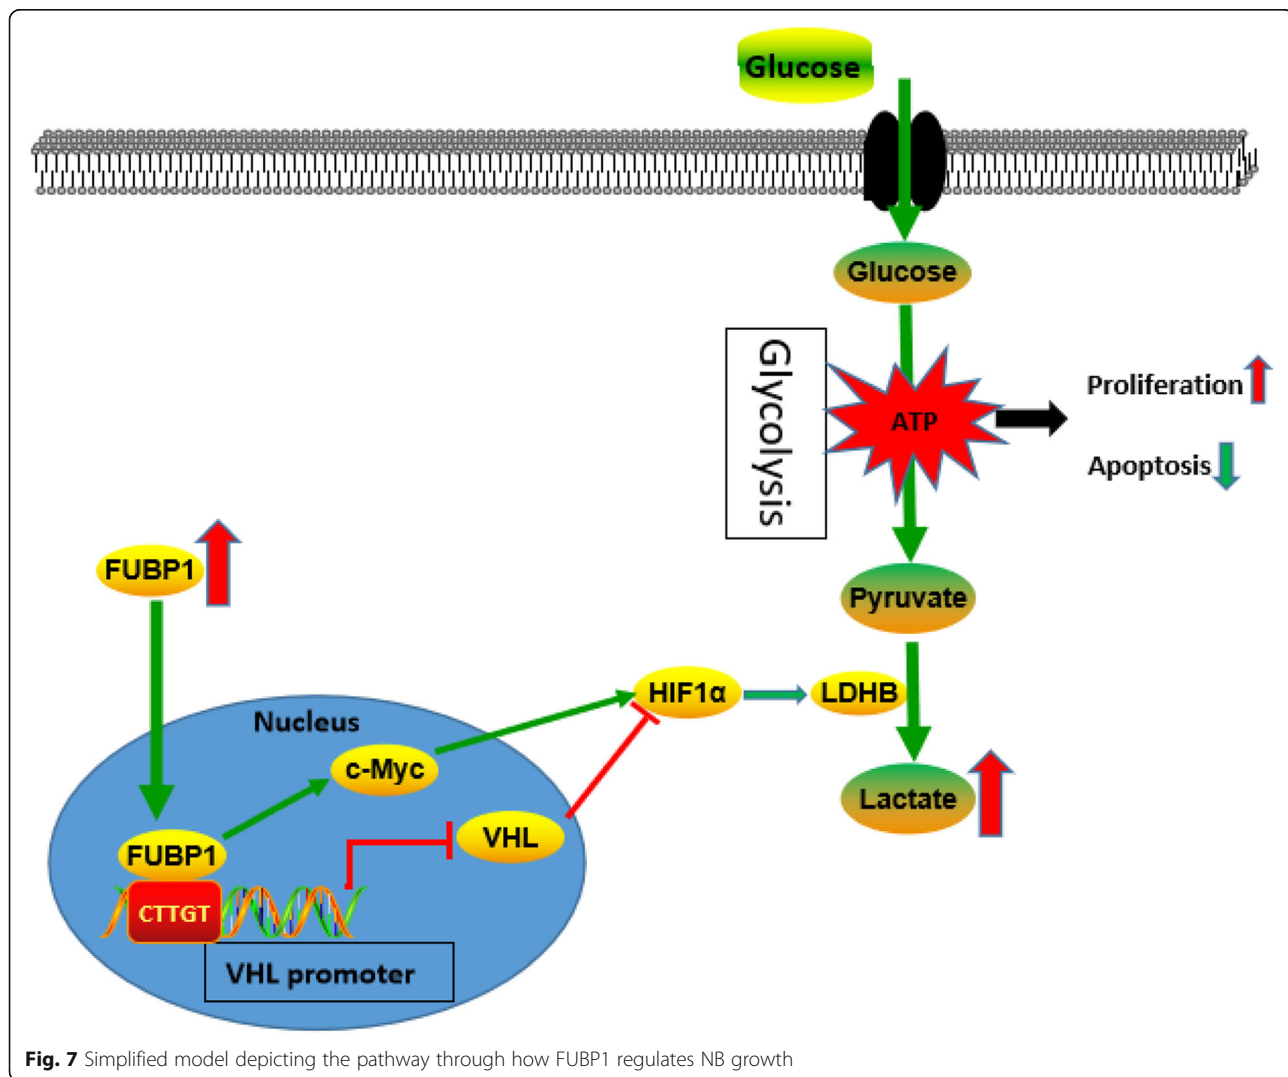 Glucose
Glucose
Glycolysis
ATP
Proliferation
Apoptosis
FUBP1
Pyruvate
HIF1α
LDHB
Nucleus
c-Myc
Lactate
VHL
FUBP1
CTTGT
VHL promoter
Fig. 7 Simplified model depicting the pathway through how FUBP1 regulates NB growth